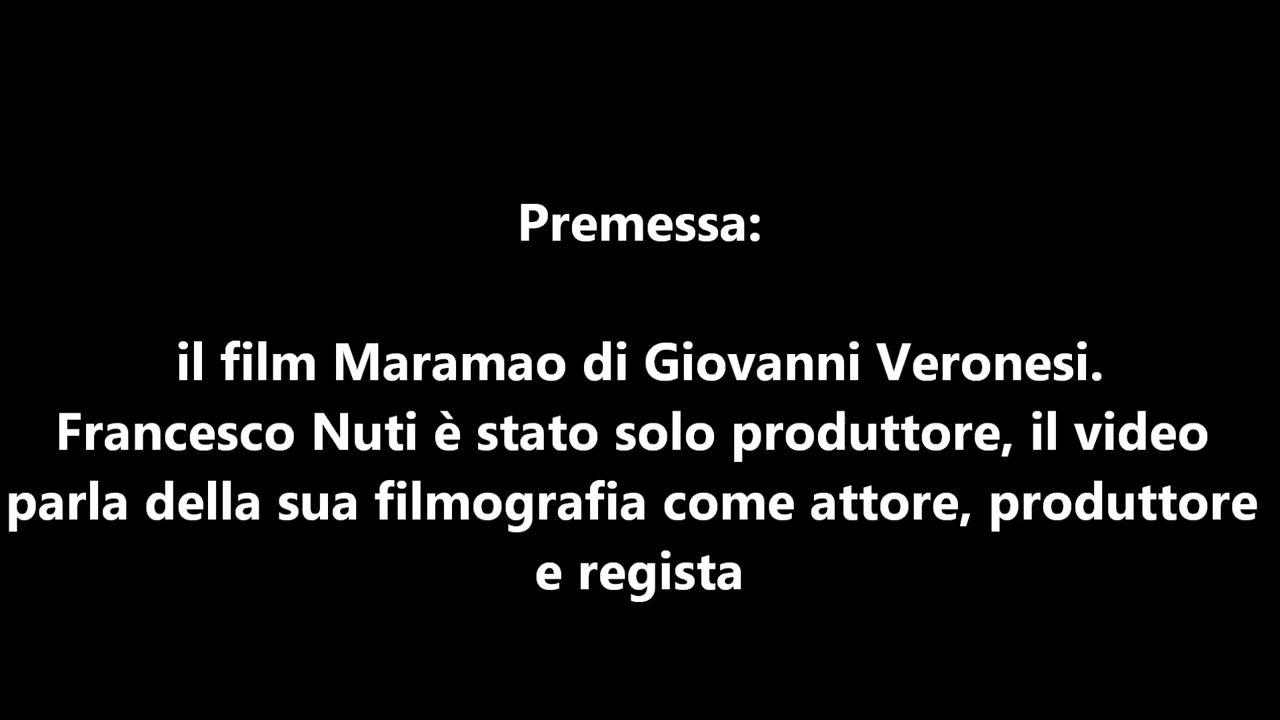 Premessa:
il film Maramao di Giovanni Veronesi.
Francesco Nuti è stato solo produttore, il video
parla della sua filmografia come attore, produttore
e regista